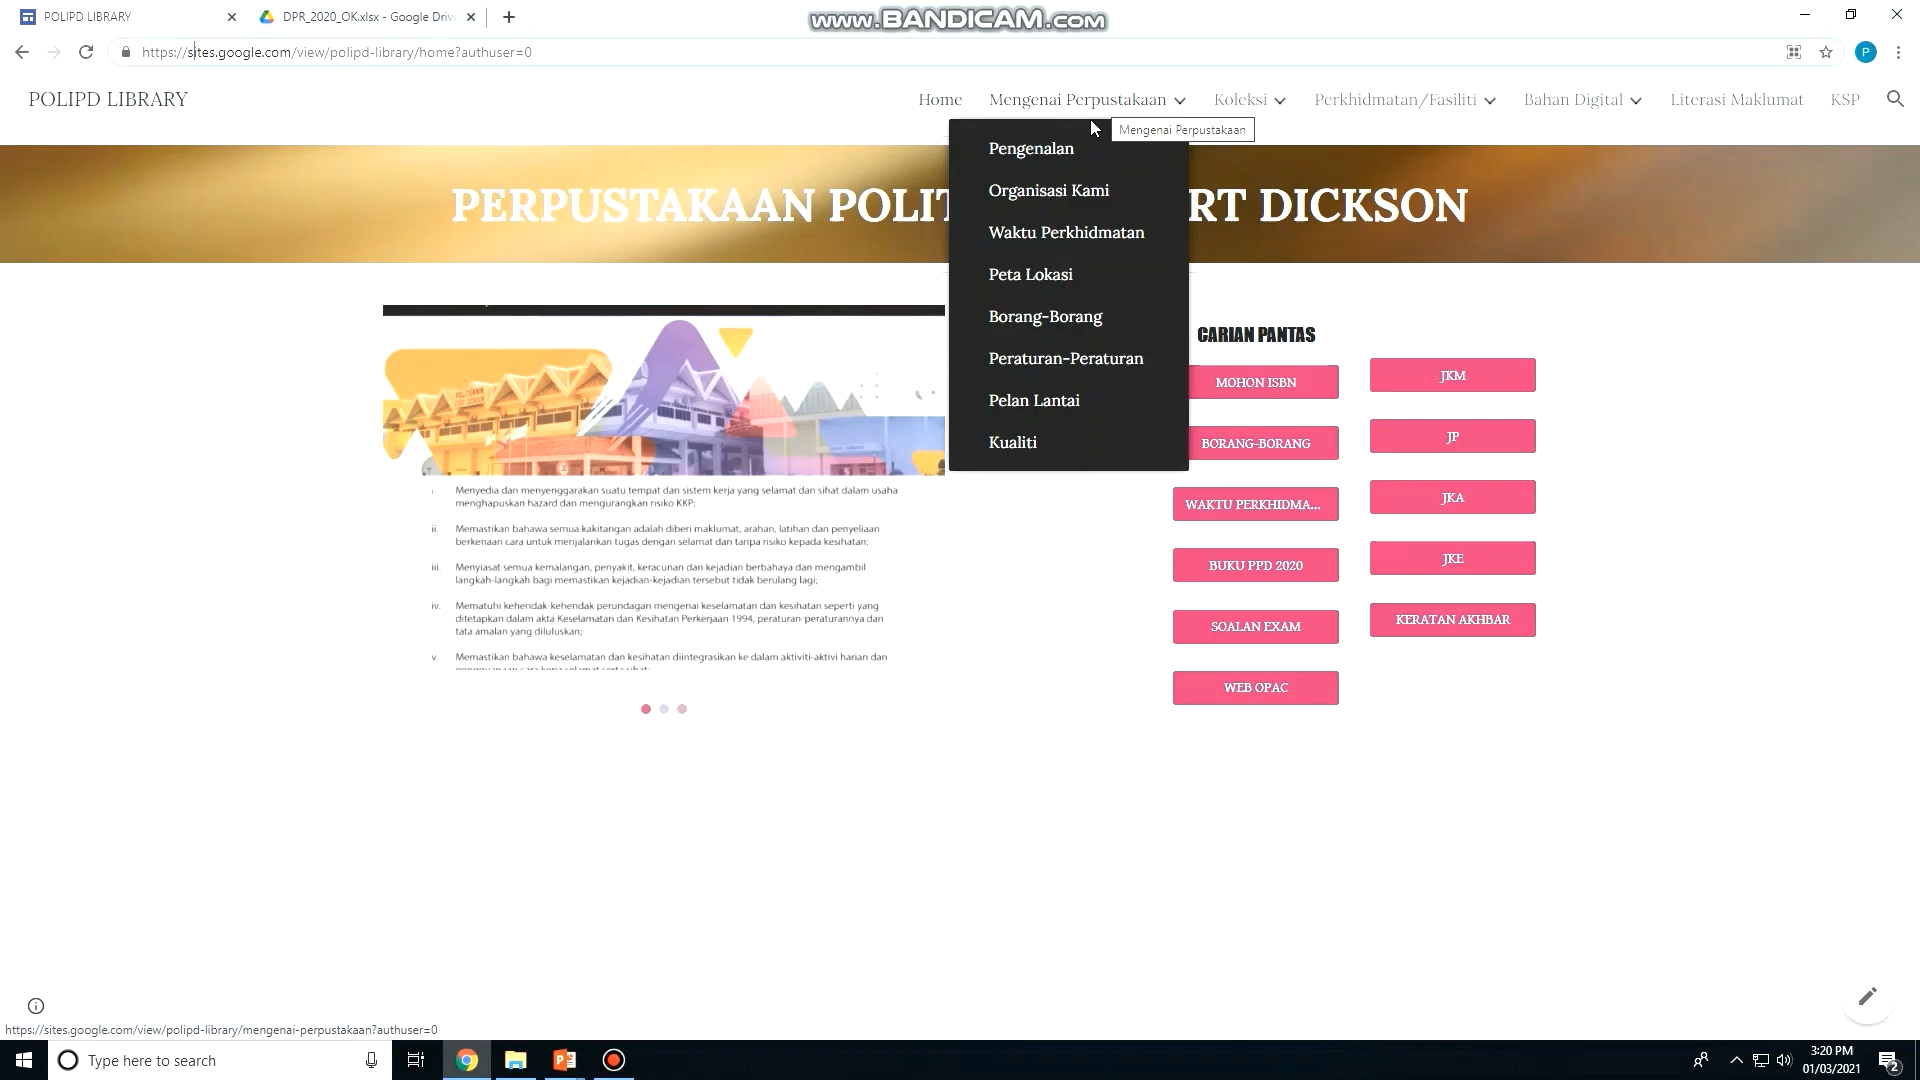 POLIPD LIBRARY
DPR_2020_OK.xlsx - Google Drive
www.BANDICAM.com
https://sites.google.com/view/polipd-library/home?authuser=0
P
POLIPD LIBRARY
Home
Mengenai Perpustakaan
Koleksi
Perkhidmatan/Fasiliti
Bahan Digital
Literasi Maklumat
KSP
Mengenai Perpustakaan
Pengenalan
Organisasi Kami
Waktu Perkhidmatan
Peta Lokasi
Borang-Borang
Peraturan-Peraturan
Pelan Lantai
Kualiti
PERPUSTAKAAN POLIT RT DICKSON
i. Menyedia dan menyenggarakan suatu tempat dan sistem kerja yang selamat dan sihat dalam usaha
menghapuskan hazard dan mengurangkan risiko KKP;
ii. Memastikan bahawa semua kakitangan adalah diberi maklumat, arahan, latihan dan penyeliaan
berkenaan cara untuk menjalankan tugas dengan selamat dan tanpa risiko kepada kesihatan;
iii. Menyiasat semua kemalangan, penyakit, keracunan dan kejadian berbahaya dan mengambil
langkah-langkah bagi memastikan kejadian-kejadian tersebut tidak berulang lagi;
iv. Mematuhi kehendak-kehendak perundagan mengenai keselamatan dan kesihatan seperti yang
ditetapkan dalam akta Keselamatan dan Kesihatan Perkerjaan 1994, peraturan-peraturannya dan
tata amalan yang diluluskan;
v. Memastikan bahawa keselamatan dan kesihatan diintegrasikan ke dalam aktiviti-aktivi harian dan
CARIAN PANTAS
MOHON ISBN
BORANG-BORANG
WAKTU PERKHIDMA...
BUKU PPD 2020
SOALAN EXAM
WEB OPAC
JKM
JP
JKA
JKE
KERATAN AKHBAR
https://sites.google.com/view/polipd-library/mengenai-perpustakaan?authuser=0
Type here to search
3:20 PM
01/03/2021
2